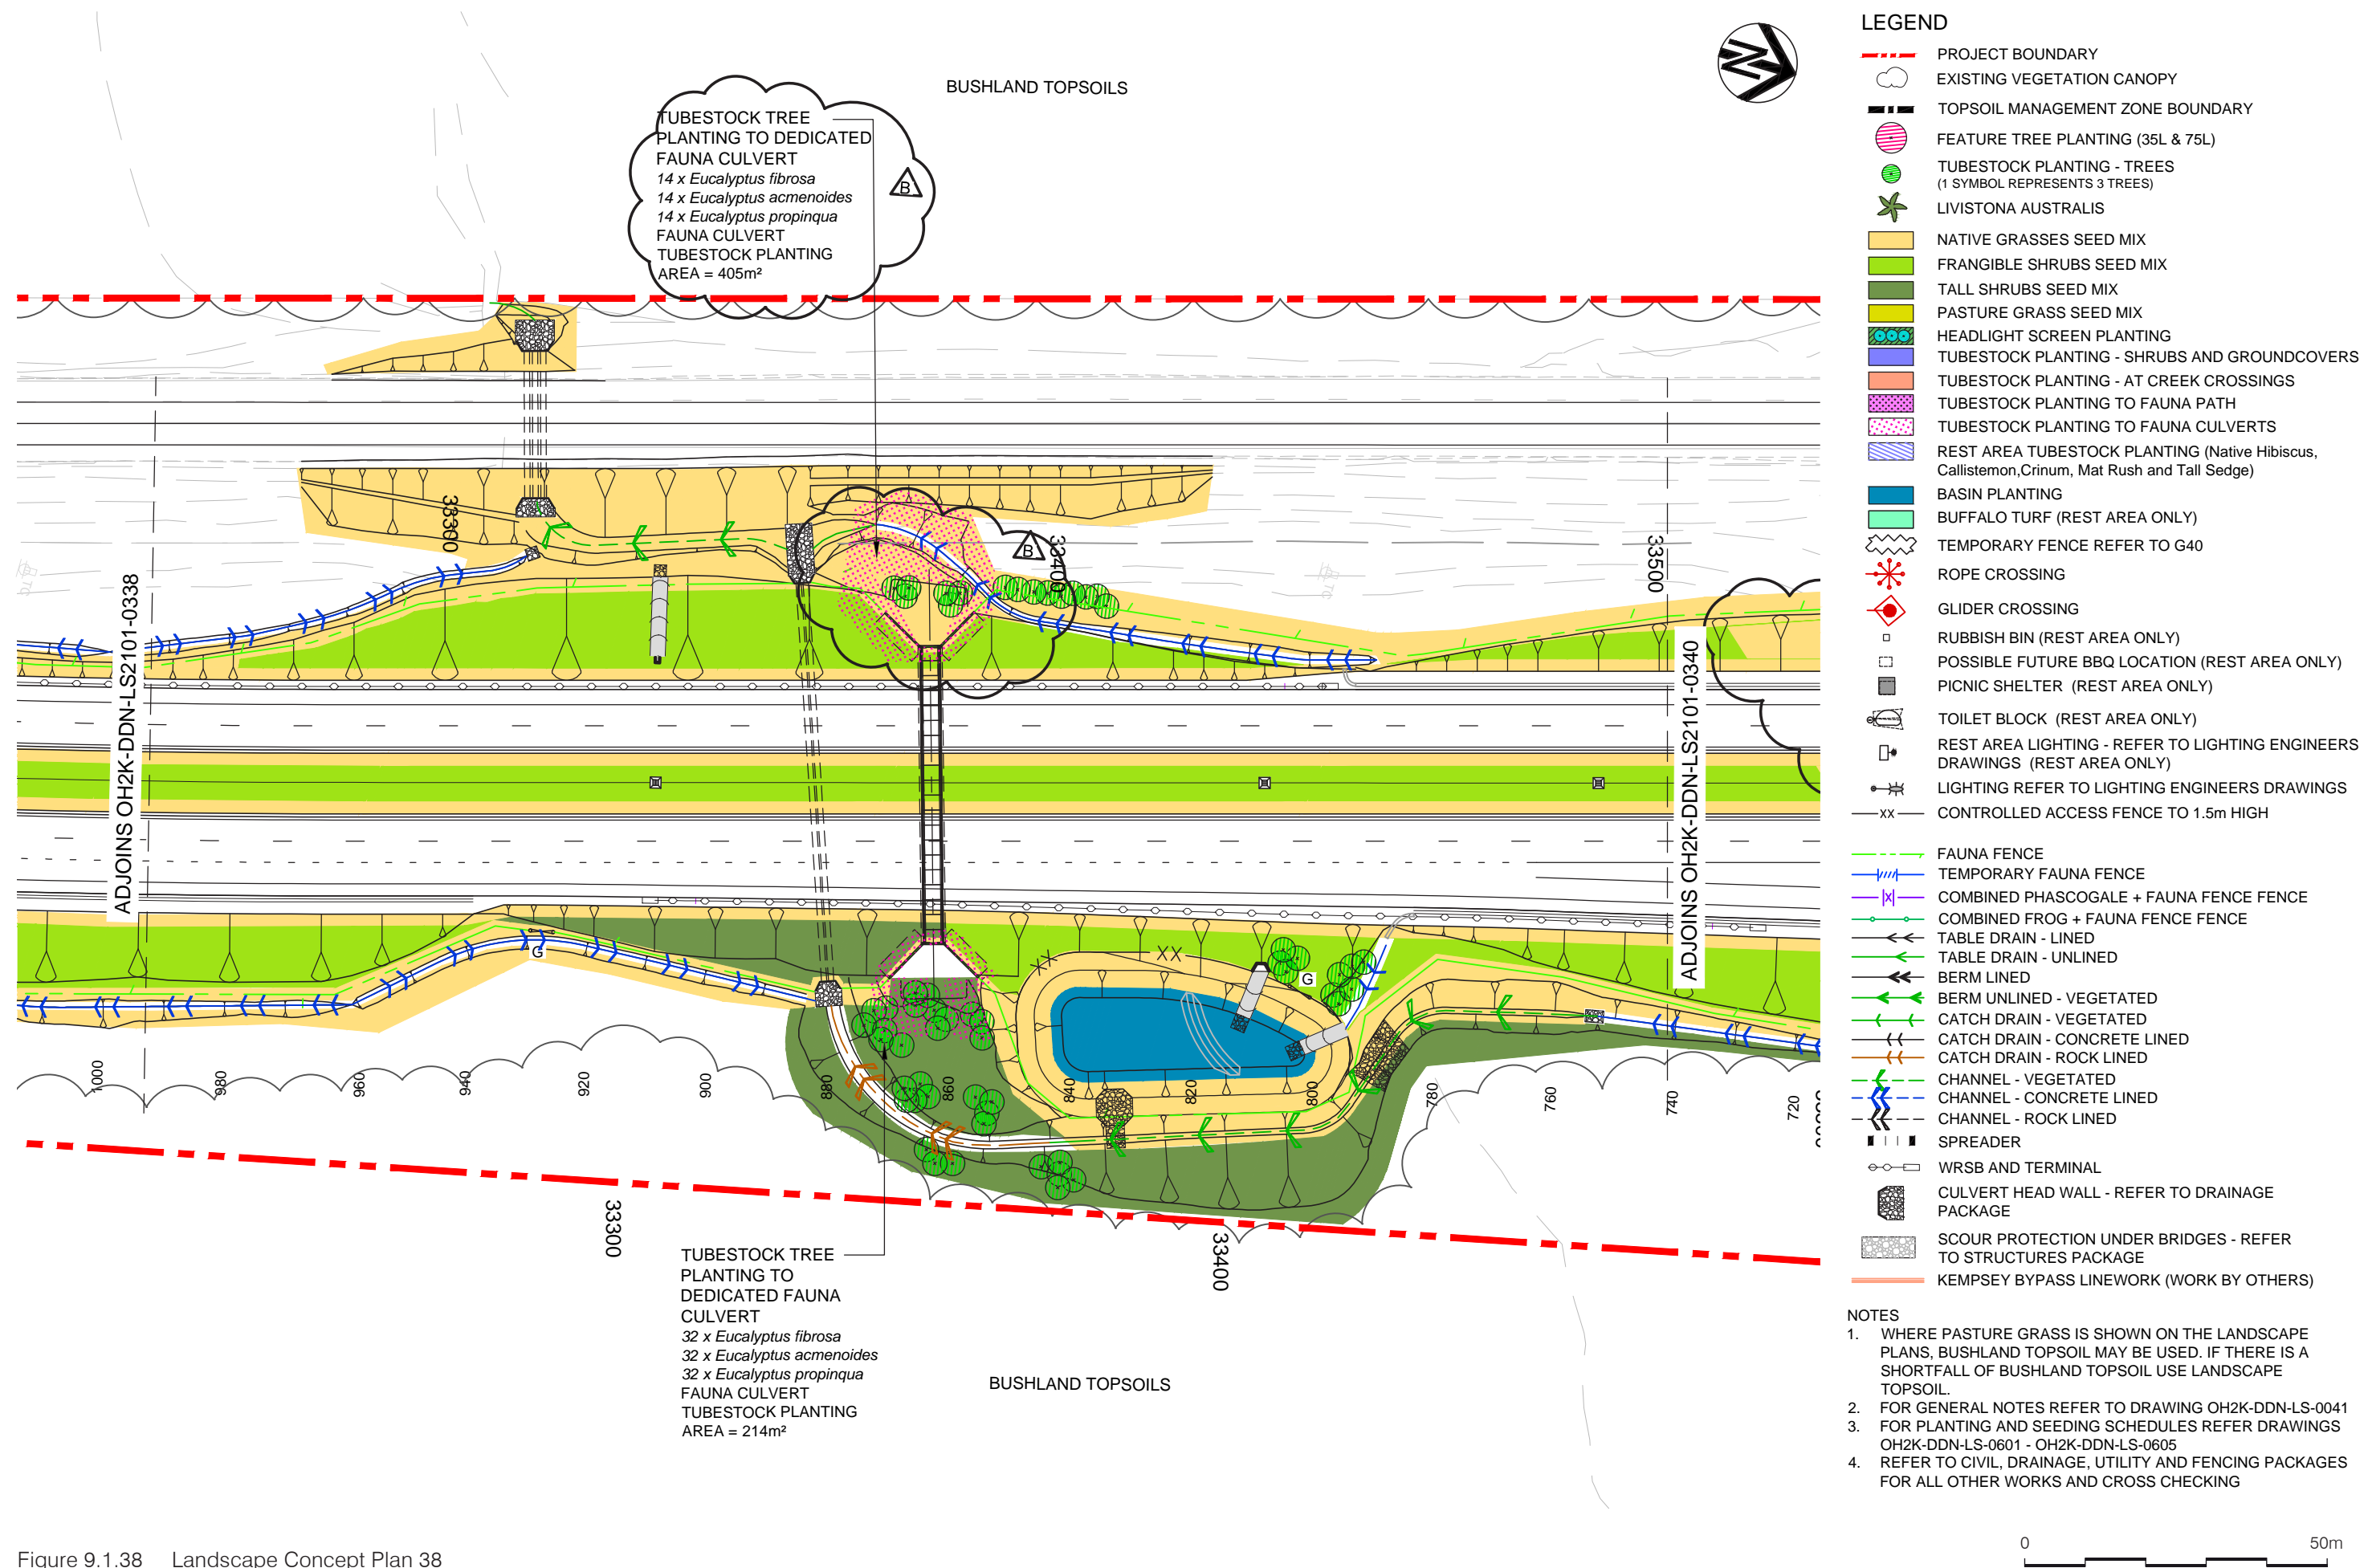 BUSHLAND TOPSOILS
TUBESTOCK TREE
PLANTING TO DEDICATED
FAUNA CULVERT
14 x Eucalyptus fibrosa
14 x Eucalyptus acmenoides
14 x Eucalyptus propinqua
FAUNA CULVERT
TUBESTOCK PLANTING
AREA = 405m²
B
N
33300
B
33400
33500
ADJOINS OH2K-DDN-LS2101-0338
ADJOINS OH2K-DDN-LS2101-0340
XX
XX
G
G
1000
980
960
940
920
900
880
860
840
820
800
780
760
740
720
33300
33400
TUBESTOCK TREE
PLANTING TO
DEDICATED FAUNA
CULVERT
32 x Eucalyptus fibrosa
32 x Eucalyptus acmenoides
32 x Eucalyptus propinqua
FAUNA CULVERT
TUBESTOCK PLANTING
AREA = 214m²
BUSHLAND TOPSOILS
LEGEND
PROJECT BOUNDARY
EXISTING VEGETATION CANOPY
TOPSOIL MANAGEMENT ZONE BOUNDARY
FEATURE TREE PLANTING (35L & 75L)
TUBESTOCK PLANTING - TREES
(1 SYMBOL REPRESENTS 3 TREES)
LIVISTONA AUSTRALIS
NATIVE GRASSES SEED MIX
FRANGIBLE SHRUBS SEED MIX
TALL SHRUBS SEED MIX
PASTURE GRASS SEED MIX
HEADLIGHT SCREEN PLANTING
TUBESTOCK PLANTING - SHRUBS AND GROUNDCOVERS
TUBESTOCK PLANTING - AT CREEK CROSSINGS
TUBESTOCK PLANTING TO FAUNA PATH
TUBESTOCK PLANTING TO FAUNA CULVERTS
REST AREA TUBESTOCK PLANTING (Native Hibiscus,
Callistemon,Crinum, Mat Rush and Tall Sedge)
BASIN PLANTING
BUFFALO TURF (REST AREA ONLY)
TEMPORARY FENCE REFER TO G40
ROPE CROSSING
GLIDER CROSSING
RUBBISH BIN (REST AREA ONLY)
POSSIBLE FUTURE BBQ LOCATION (REST AREA ONLY)
PICNIC SHELTER (REST AREA ONLY)
TOILET BLOCK (REST AREA ONLY)
REST AREA LIGHTING - REFER TO LIGHTING ENGINEERS
DRAWINGS (REST AREA ONLY)
LIGHTING REFER TO LIGHTING ENGINEERS DRAWINGS
XX CONTROLLED ACCESS FENCE TO 1.5m HIGH
FAUNA FENCE
TEMPORARY FAUNA FENCE
X COMBINED PHASCOGALE + FAUNA FENCE FENCE
COMBINED FROG + FAUNA FENCE FENCE
TABLE DRAIN - LINED
TABLE DRAIN - UNLINED
BERM LINED
BERM UNLINED - VEGETATED
CATCH DRAIN - VEGETATED
CATCH DRAIN - CONCRETE LINED
CATCH DRAIN - ROCK LINED
CHANNEL - VEGETATED
CHANNEL - CONCRETE LINED
CHANNEL - ROCK LINED
SPREADER
WRSB AND TERMINAL
CULVERT HEAD WALL - REFER TO DRAINAGE
PACKAGE
SCOUR PROTECTION UNDER BRIDGES - REFER
TO STRUCTURES PACKAGE
KEMPSEY BYPASS LINEWORK (WORK BY OTHERS)
NOTES
1. WHERE PASTURE GRASS IS SHOWN ON THE LANDSCAPE
PLANS, BUSHLAND TOPSOIL MAY BE USED. IF THERE IS A
SHORTFALL OF BUSHLAND TOPSOIL USE LANDSCAPE
TOPSOIL.
2. FOR GENERAL NOTES REFER TO DRAWING OH2K-DDN-LS-0041
3. FOR PLANTING AND SEEDING SCHEDULES REFER DRAWINGS
OH2K-DDN-LS-0601 - OH2K-DDN-LS-0605
4. REFER TO CIVIL, DRAINAGE, UTILITY AND FENCING PACKAGES
FOR ALL OTHER WORKS AND CROSS CHECKING
0 50m
Figure 9.1.38 Landscape Concept Plan 38